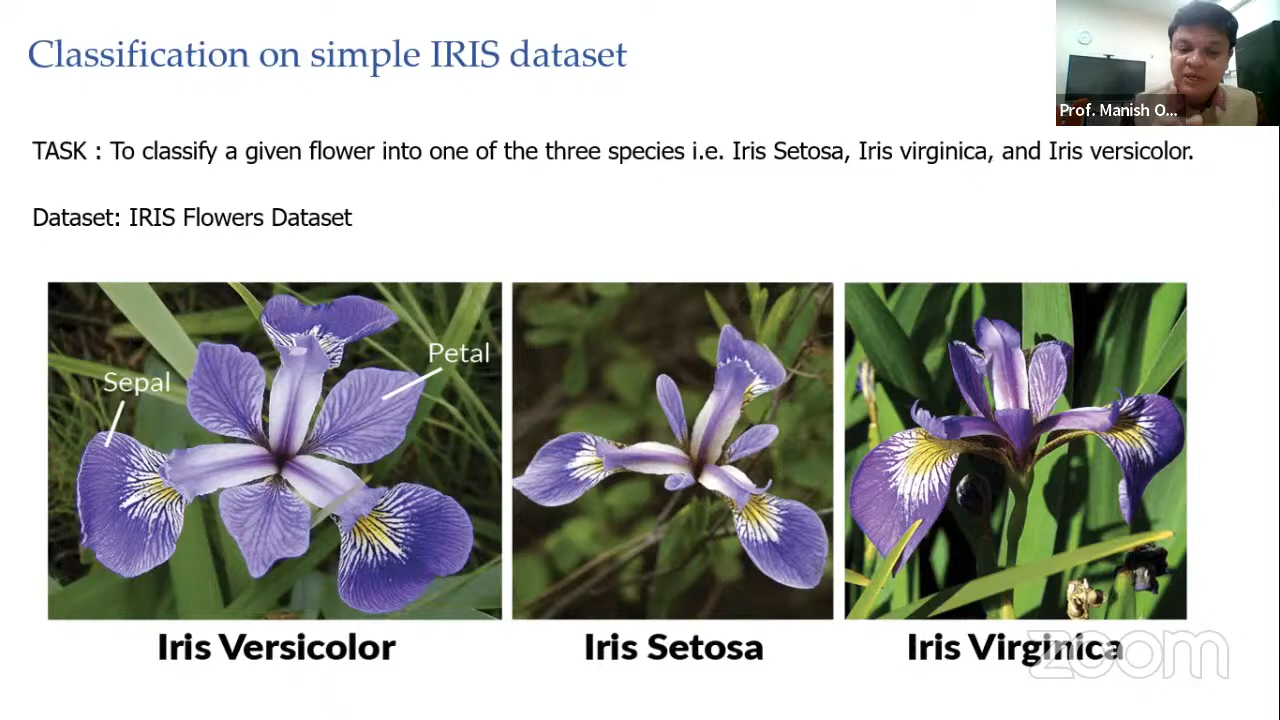 Classification on simple IRIS dataset
Prof. Manish O...
TASK : To classify a given flower into one of the three species i.e. Iris Setosa, Iris virginica, and Iris versicolor.
Dataset: IRIS Flowers Dataset
Sepal
Petal
Iris Versicolor
Iris Setosa
Iris Virginica
zoom